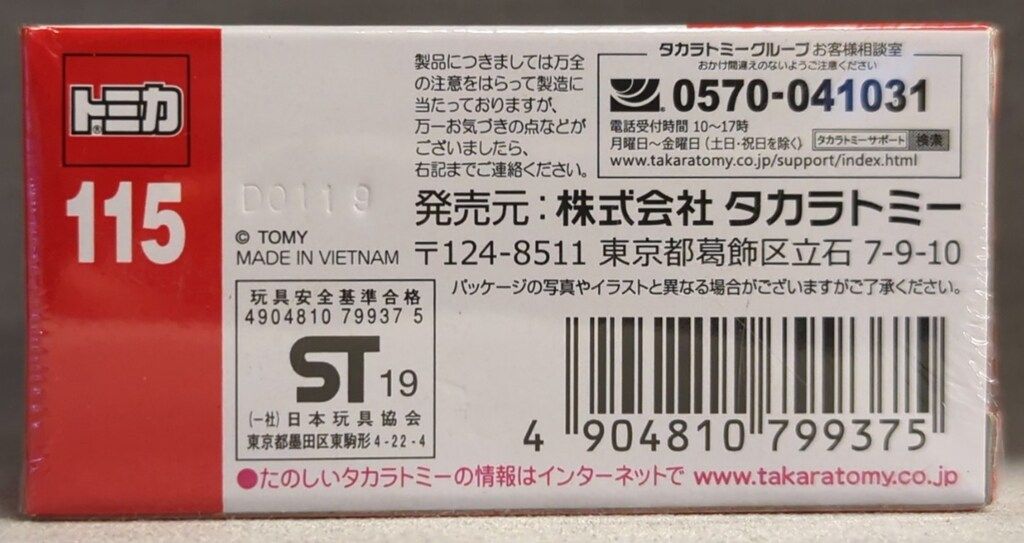 トミカ
®
115
D0119
© TOMY
MADE IN VIETNAM
製品につきましては万全
の注意をはらって製造に
当たっておりますが、
万一お気づきの点などが
ございましたら、
右記までご連絡ください。
タカラトミーグループ お客様相談室
おかけ間違えのないようご注意ください
0570-041031
電話受付時間 10〜17時
月曜日〜金曜日（土日・祝日を除く） タカラトミーサポート 検索
www.takaratomy.co.jp/support/index.html
発売元：株式会社 タカラトミー
〒124-8511 東京都葛飾区立石 7-9-10
パッケージの写真やイラストと異なる場合がございますがご了承ください。
玩具安全基準合格
4904810 79937 5
ST 19
(一社)日本玩具協会
東京都墨田区東駒形4-22-4
4 904810 799375
●たのしいタカラトミーの情報はインターネットで www.takaratomy.co.jp